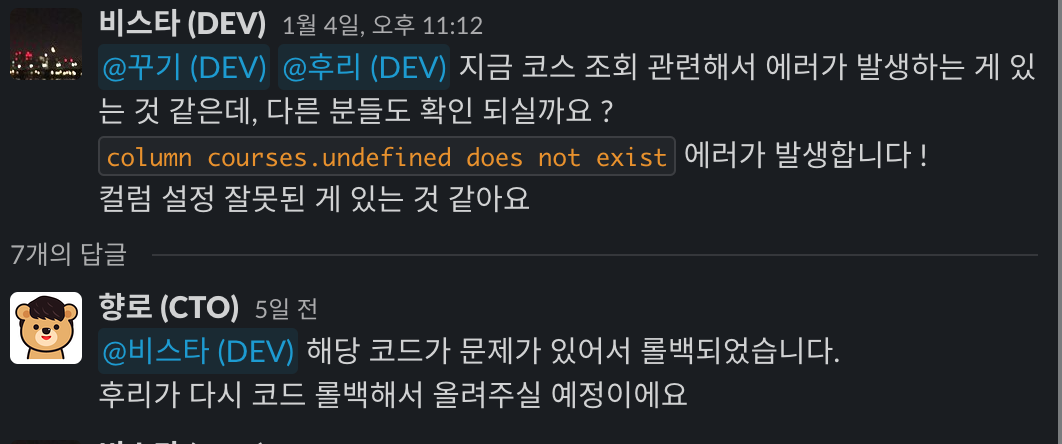 비스타 (DEV) 1월 4일, 오후 11:12
@꾸기 (DEV) @후리 (DEV) 지금 코스 조회 관련해서 에러가 발생하는 게 있
는 것 같은데, 다른 분들도 확인 되실까요 ?
column courses.undefined does not exist 에러가 발생합니다 !
컬럼 설정 잘못된 게 있는 것 같아요
7개의 답글
향로 (CTO) 5일 전
@비스타 (DEV) 해당 코드가 문제가 있어서 롤백되었습니다.
후리가 다시 코드 롤백해서 올려주실 예정이에요